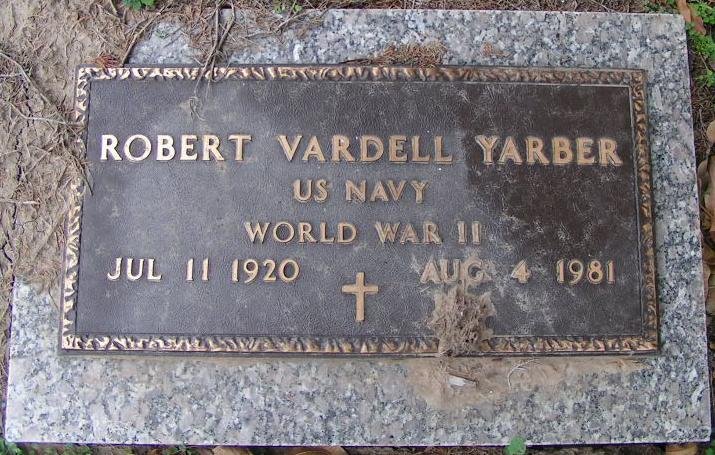 ROBERT VARDELL YARBER
US NAVY
WORLD WAR II
JUL 11 1920 AUG 4 1981